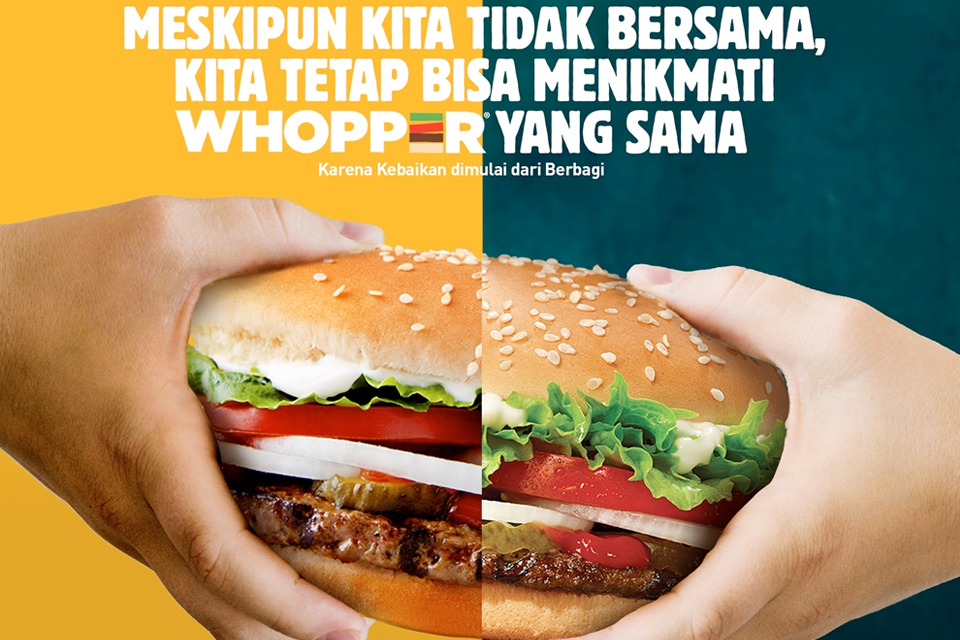 MESKIPUN KITA TIDAK BERSAMA,
KITA TETAP BISA MENIKMATI
WHOPPER® YANG SAMA
Karena Kebaikan dimulai dari Berbagi